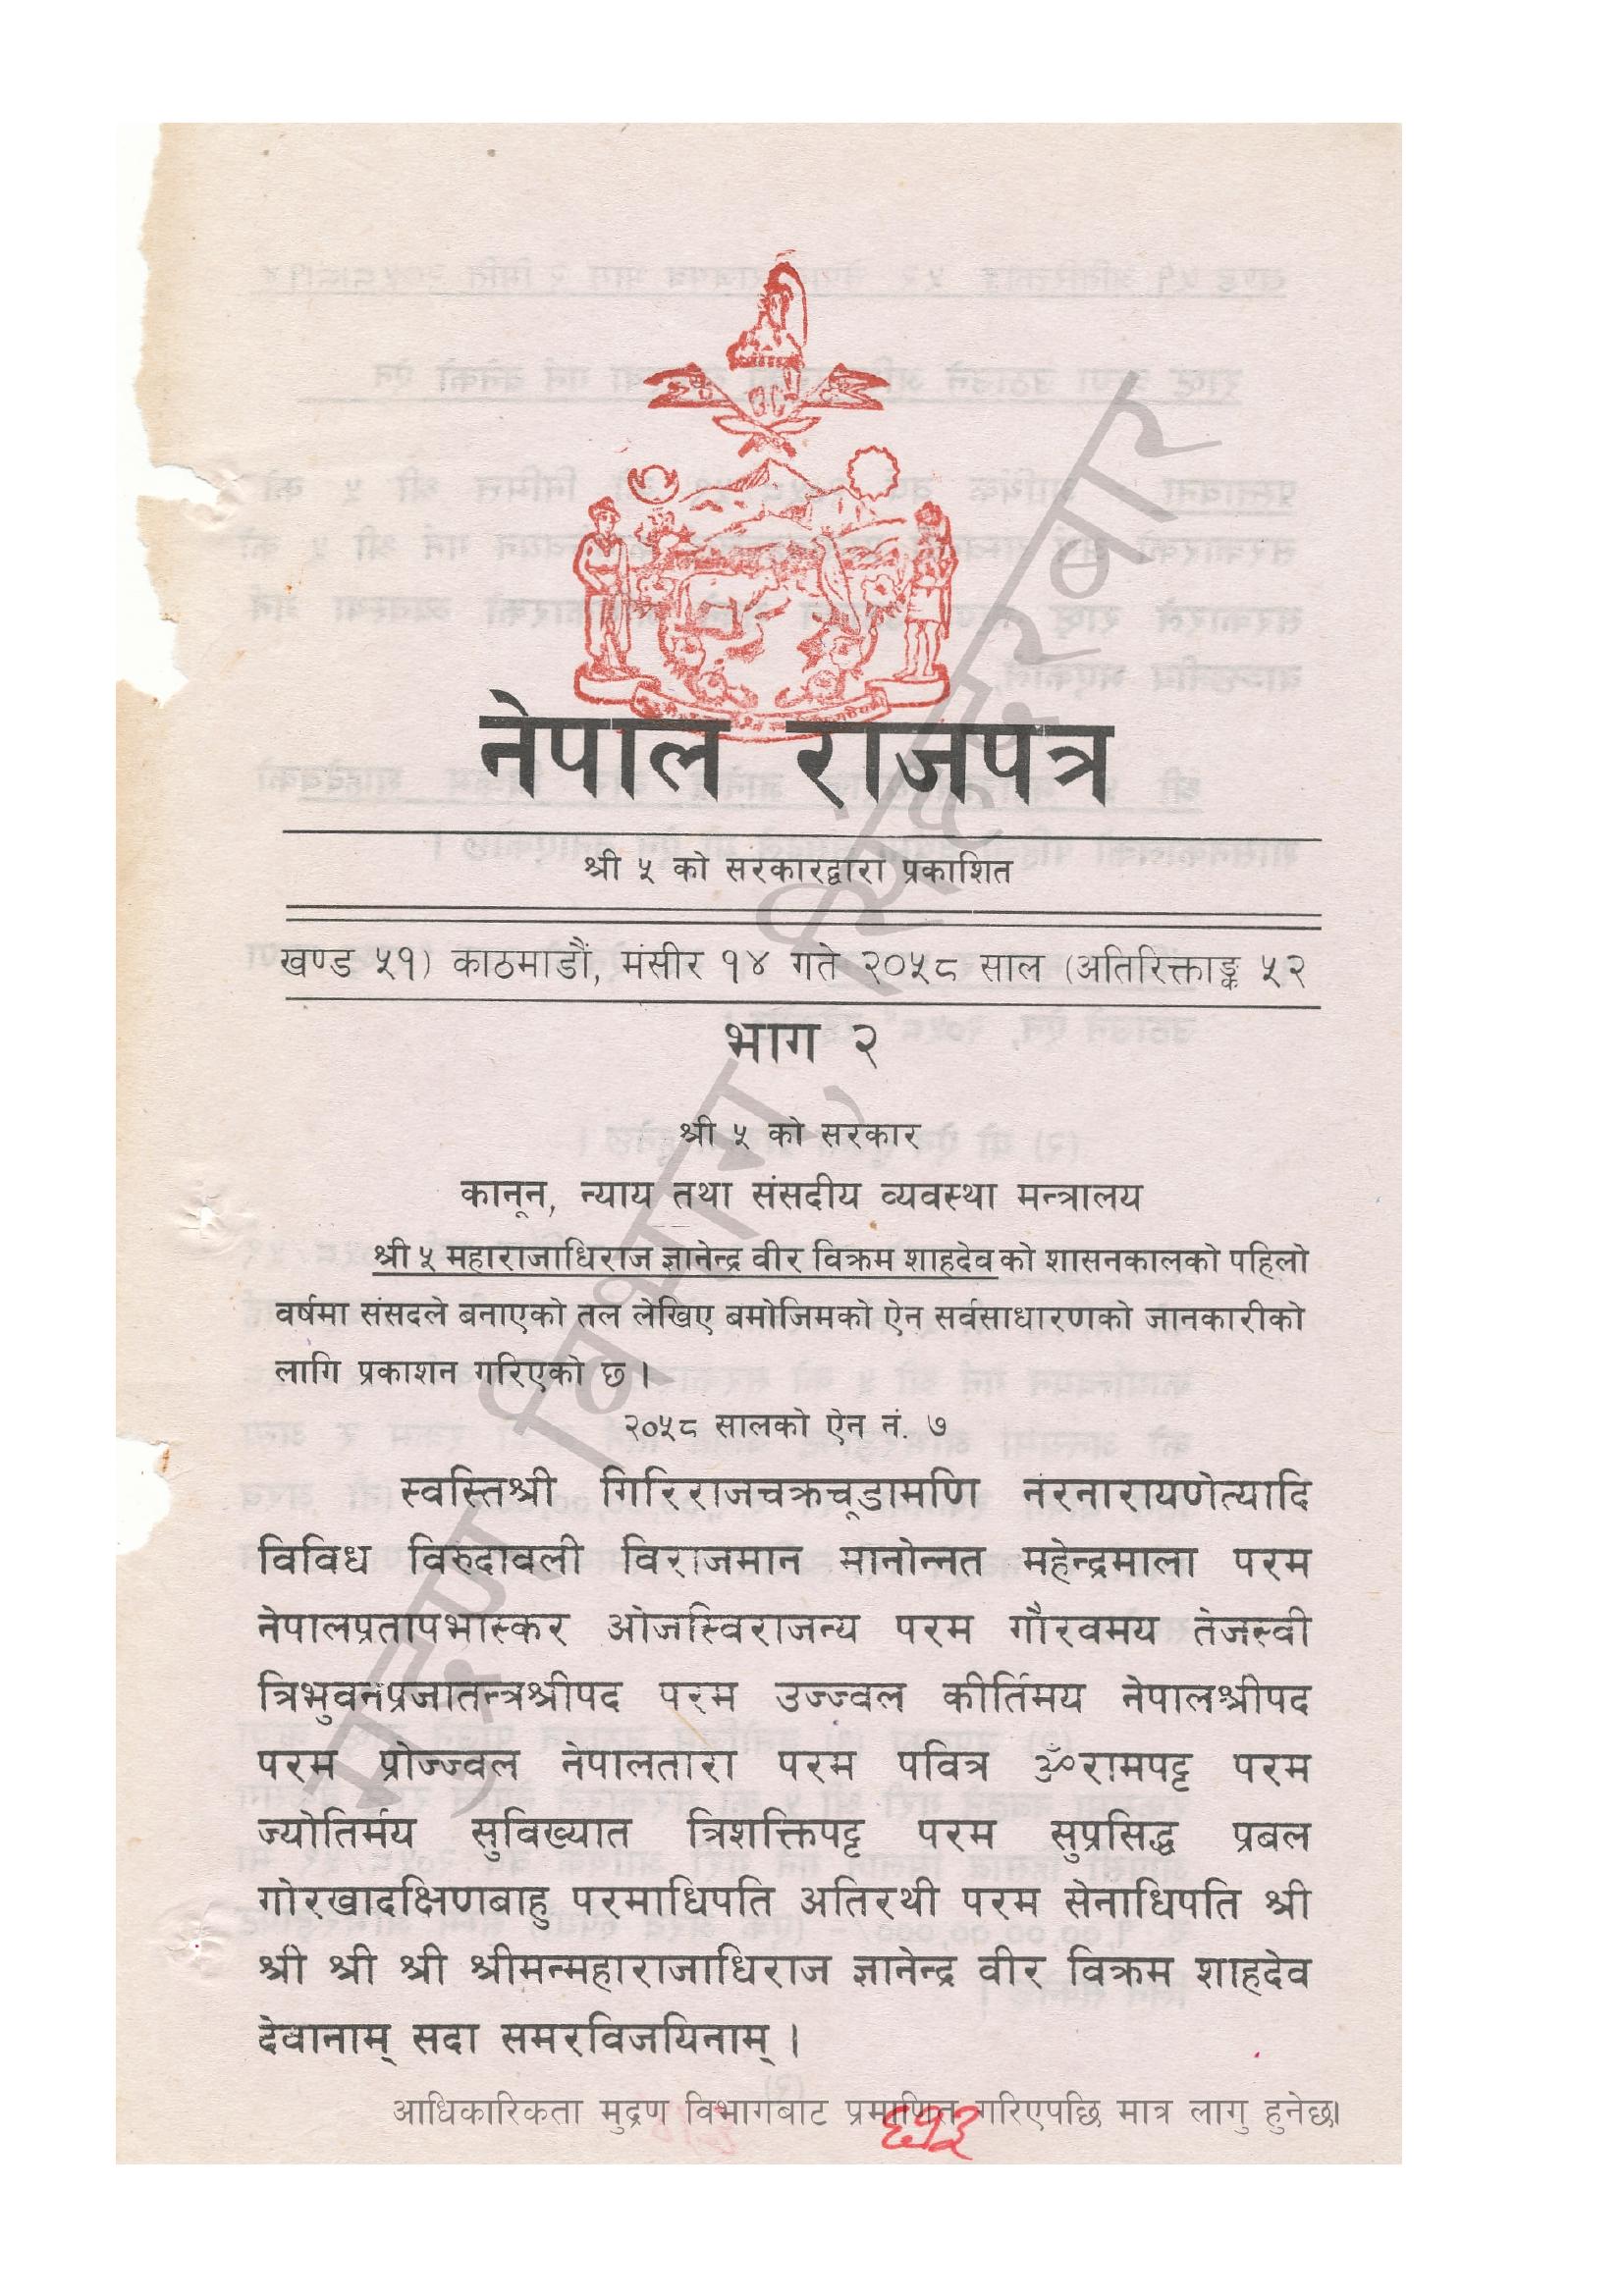 नेपाल राजपत्र
श्री ५ को सरकारद्वारा प्रकाशित
खण्ड ५१) काठमाडौं, मंसीर १४ गते २०५८ साल (अतिरिक्ताङ्क ५२
भाग २
श्री ५ को सरकार
कानून, न्याय तथा संसदीय व्यवस्था मन्त्रालय
श्री ५ महाराजाधिराज ज्ञानेन्द्र वीर विक्रम शाहदेवको शासनकालको पहिलो
वर्षमा संसदले बनाएको तल लेखिए बमोजिमको ऐन सर्वसाधारणको जानकारीको
लागि प्रकाशन गरिएको छ ।
२०५८ सालको ऐन नं. ७
स्वस्तिश्री गिरिराजचक्रचूडामणि नरनारायणेत्यादि
विविध विरुदावली विराजमान मानोन्नत महेन्द्रमाला परम
नेपालप्रतापभास्कर ओजस्विराजन्य परम गौरवमय तेजस्वी
त्रिभुवनप्रजातन्त्रश्रीपद परम उज्ज्वल कीर्तिमय नेपालश्रीपद
परम प्रोज्ज्वल नेपालतारा परम पवित्र ॐरामपट्ट परम
ज्योतिर्मय सुविख्यात त्रिशक्तिपट्ट परम सुप्रसिद्ध प्रबल
गोरखादक्षिणबाहु परमाधिपति अतिरथी परम सेनाधिपति श्री
श्री श्री श्री श्रीमन्महाराजाधिराज ज्ञानेन्द्र वीर विक्रम शाहदेव
देवानाम् सदा समरविजयिनाम् ।
मुद्रण विभाग, सिंहदरबार
आधिकारिकता मुद्रण विभागबाट प्रमाणित गरिएपछि मात्र लागु हुनेछ।
६१३